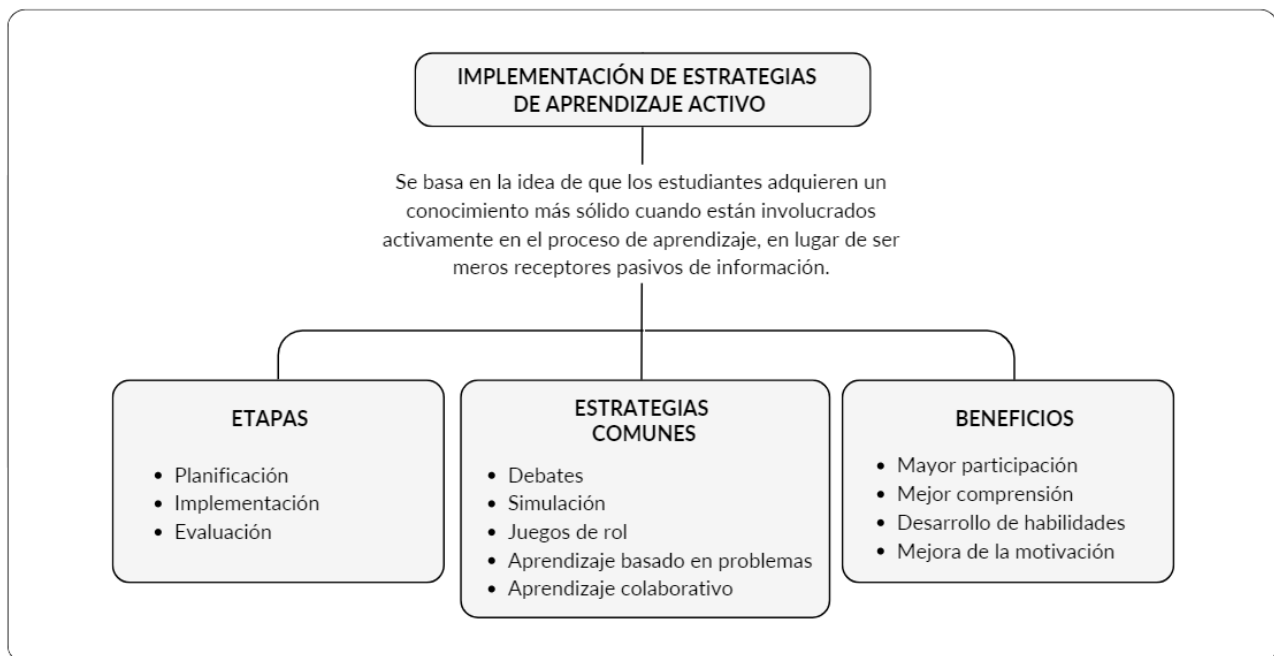 IMPLEMENTACIÓN DE ESTRATEGIAS
DE APRENDIZAJE ACTIVO
Se basa en la idea de que los estudiantes adquieren un
conocimiento más sólido cuando están involucrados
activamente en el proceso de aprendizaje, en lugar de ser
meros receptores pasivos de información.
ETAPAS
• Planificación
• Implementación
• Evaluación
ESTRATEGIAS
COMUNES
• Debates
• Simulación
• Juegos de rol
• Aprendizaje basado en problemas
• Aprendizaje colaborativo
BENEFICIOS
• Mayor participación
• Mejor comprensión
• Desarrollo de habilidades
• Mejora de la motivación